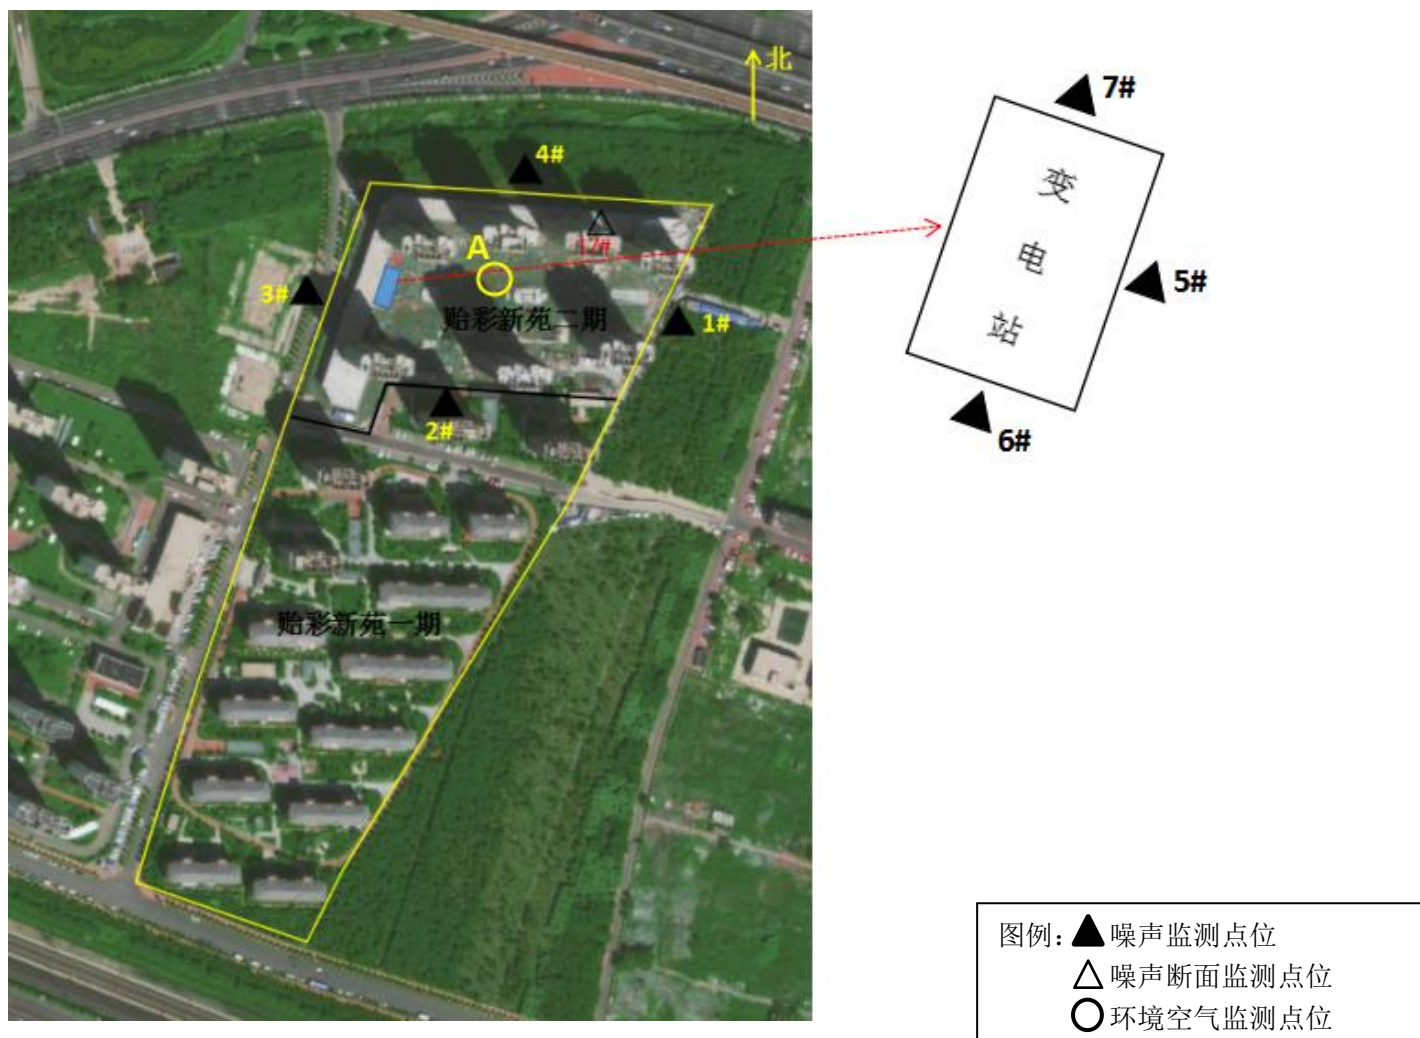 北
4#
17#
A
3#
贻彩新苑二期
1#
2#
贻彩新苑一期
7#
变
电
站
5#
6#
图例：▲噪声监测点位
△噪声断面监测点位
○环境空气监测点位